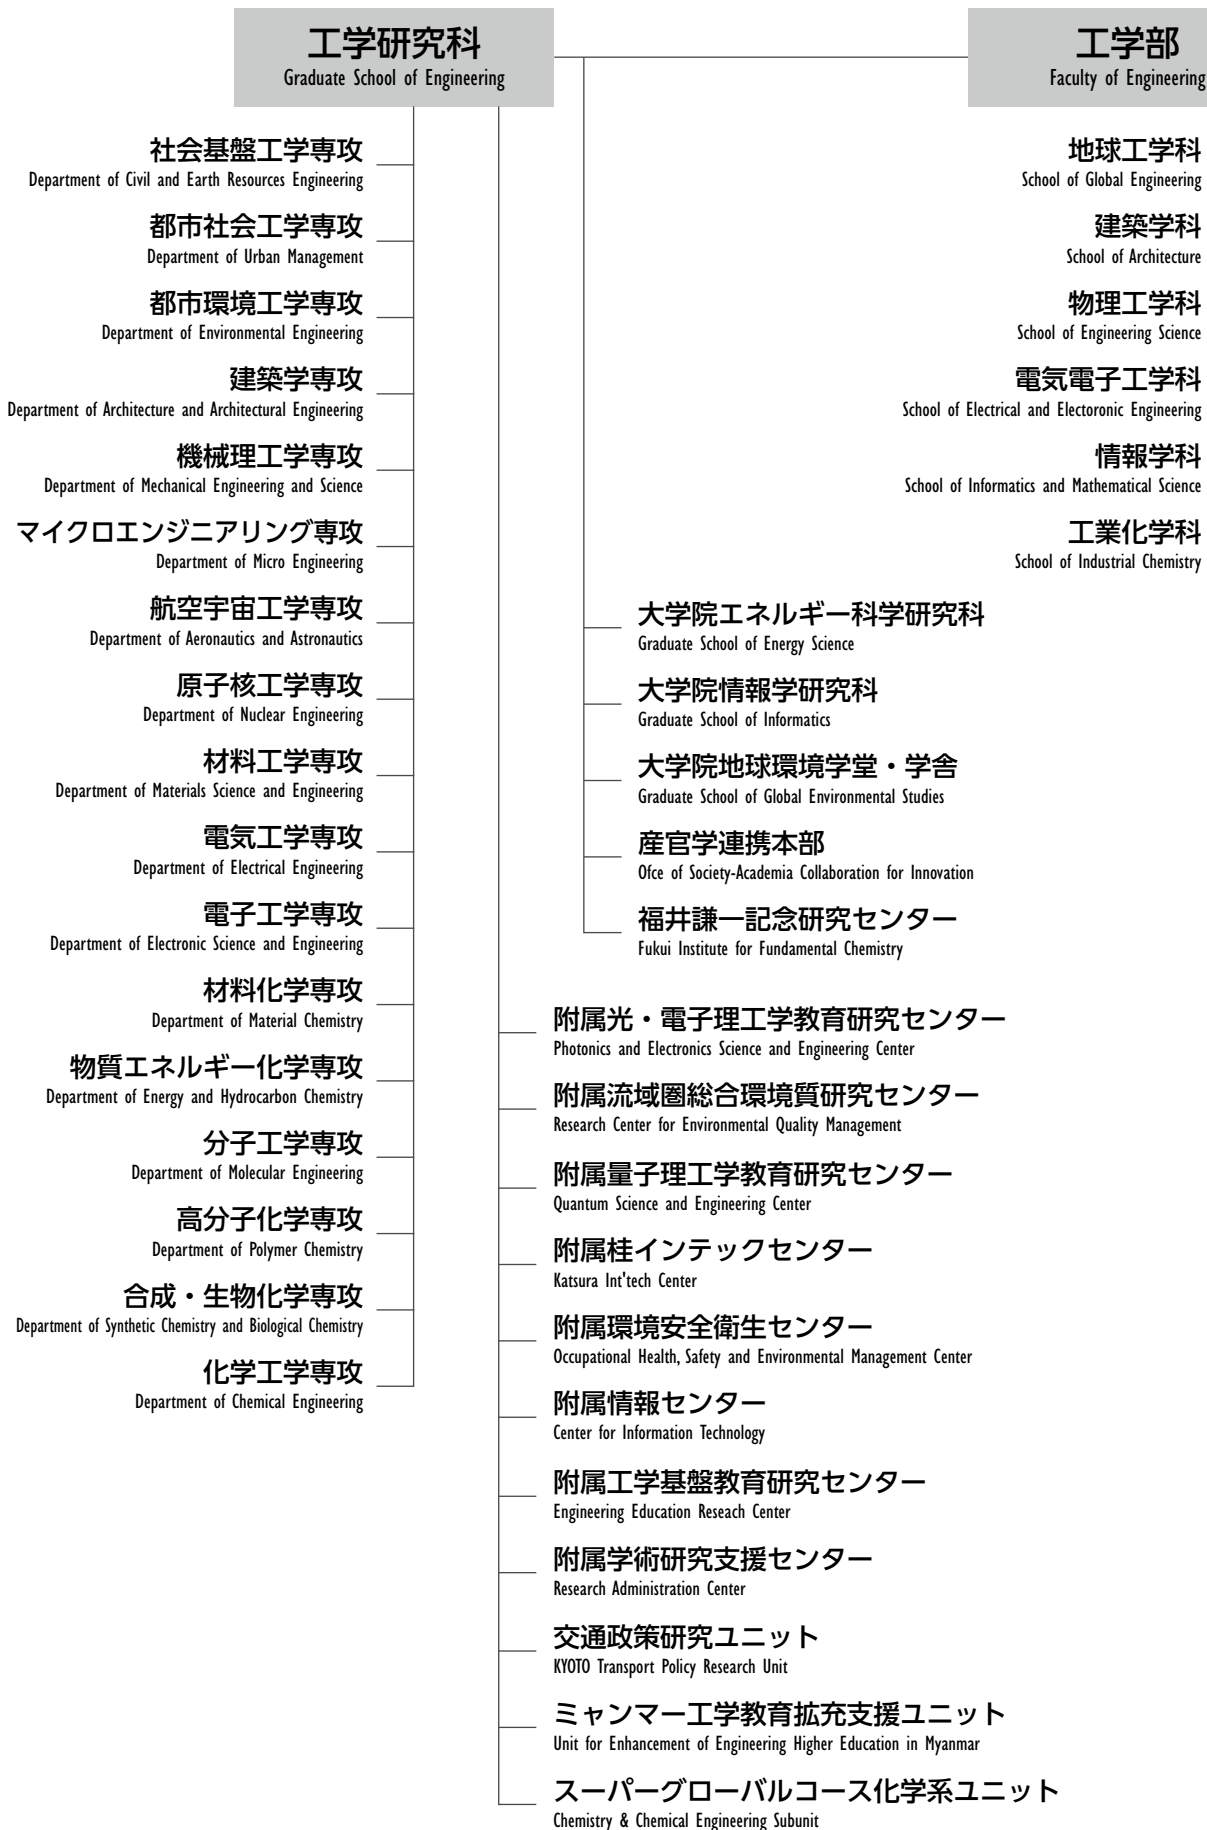 工学研究科
Graduate School of Engineering
工学部
Faculty of Engineering
社会基盤工学専攻
Department of Civil and Earth Resources Engineering
都市社会工学専攻
Department of Urban Management
都市環境工学専攻
Department of Environmental Engineering
建築学専攻
Department of Architecture and Architectural Engineering
機械理工学専攻
Department of Mechanical Engineering and Science
マイクロエンジニアリング専攻
Department of Micro Engineering
航空宇宙工学専攻
Department of Aeronautics and Astronautics
原子核工学専攻
Department of Nuclear Engineering
材料工学専攻
Department of Materials Science and Engineering
電気工学専攻
Department of Electrical Engineering
電子工学専攻
Department of Electronic Science and Engineering
材料化学専攻
Department of Material Chemistry
物質エネルギー化学専攻
Department of Energy and Hydrocarbon Chemistry
分子工学専攻
Department of Molecular Engineering
高分子化学専攻
Department of Polymer Chemistry
合成・生物化学専攻
Department of Synthetic Chemistry and Biological Chemistry
化学工学専攻
Department of Chemical Engineering
地球工学科
School of Global Engineering
建築学科
School of Architecture
物理工学科
School of Engineering Science
電気電子工学科
School of Electrical and Electoronic Engineering
情報学科
School of Informatics and Mathematical Science
工業化学科
School of Industrial Chemistry
大学院エネルギー科学研究科
Graduate School of Energy Science
大学院情報学研究科
Graduate School of Informatics
大学院地球環境学堂・学舎
Graduate School of Global Environmental Studies
産官学連携本部
Ofce of Society-Academia Collaboration for Innovation
福井謙一記念研究センター
Fukui Institute for Fundamental Chemistry
附属光・電子理工学教育研究センター
Photonics and Electronics Science and Engineering Center
附属流域圏総合環境質研究センター
Research Center for Environmental Quality Management
附属量子理工学教育研究センター
Quantum Science and Engineering Center
附属桂インテックセンター
Katsura Int'tech Center
附属環境安全衛生センター
Occupational Health, Safety and Environmental Management Center
附属情報センター
Center for Information Technology
附属工学基盤教育研究センター
Engineering Education Reseach Center
附属学術研究支援センター
Research Administration Center
交通政策研究ユニット
KYOTO Transport Policy Research Unit
ミャンマー工学教育拡充支援ユニット
Unit for Enhancement of Engineering Higher Education in Myanmar
スーパーグローバルコース化学系ユニット
Chemistry & Chemical Engineering Subunit